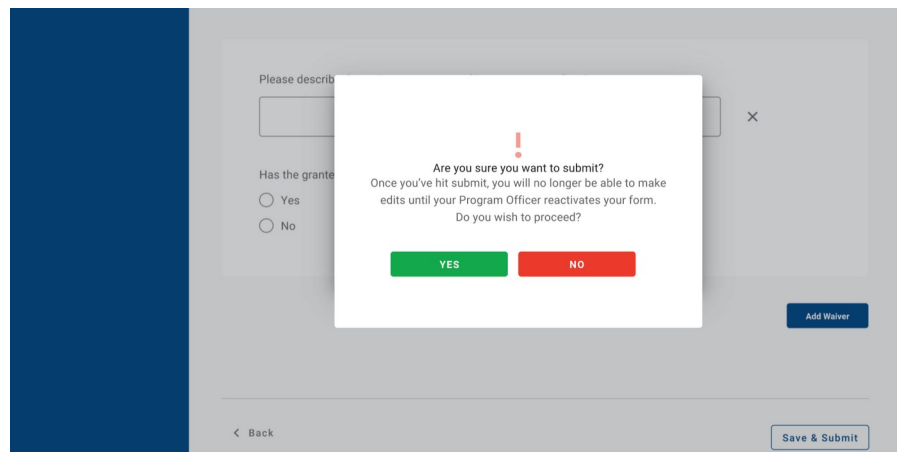 Please describ
Are you sure you want to submit?
Once you've hit submit, you will no longer be able to make
edits until your Program Officer reactivates your form.
Do you wish to proceed?
Has the grante
Yes
No
YES
NO
Add Waiver
Back
Save & Submit